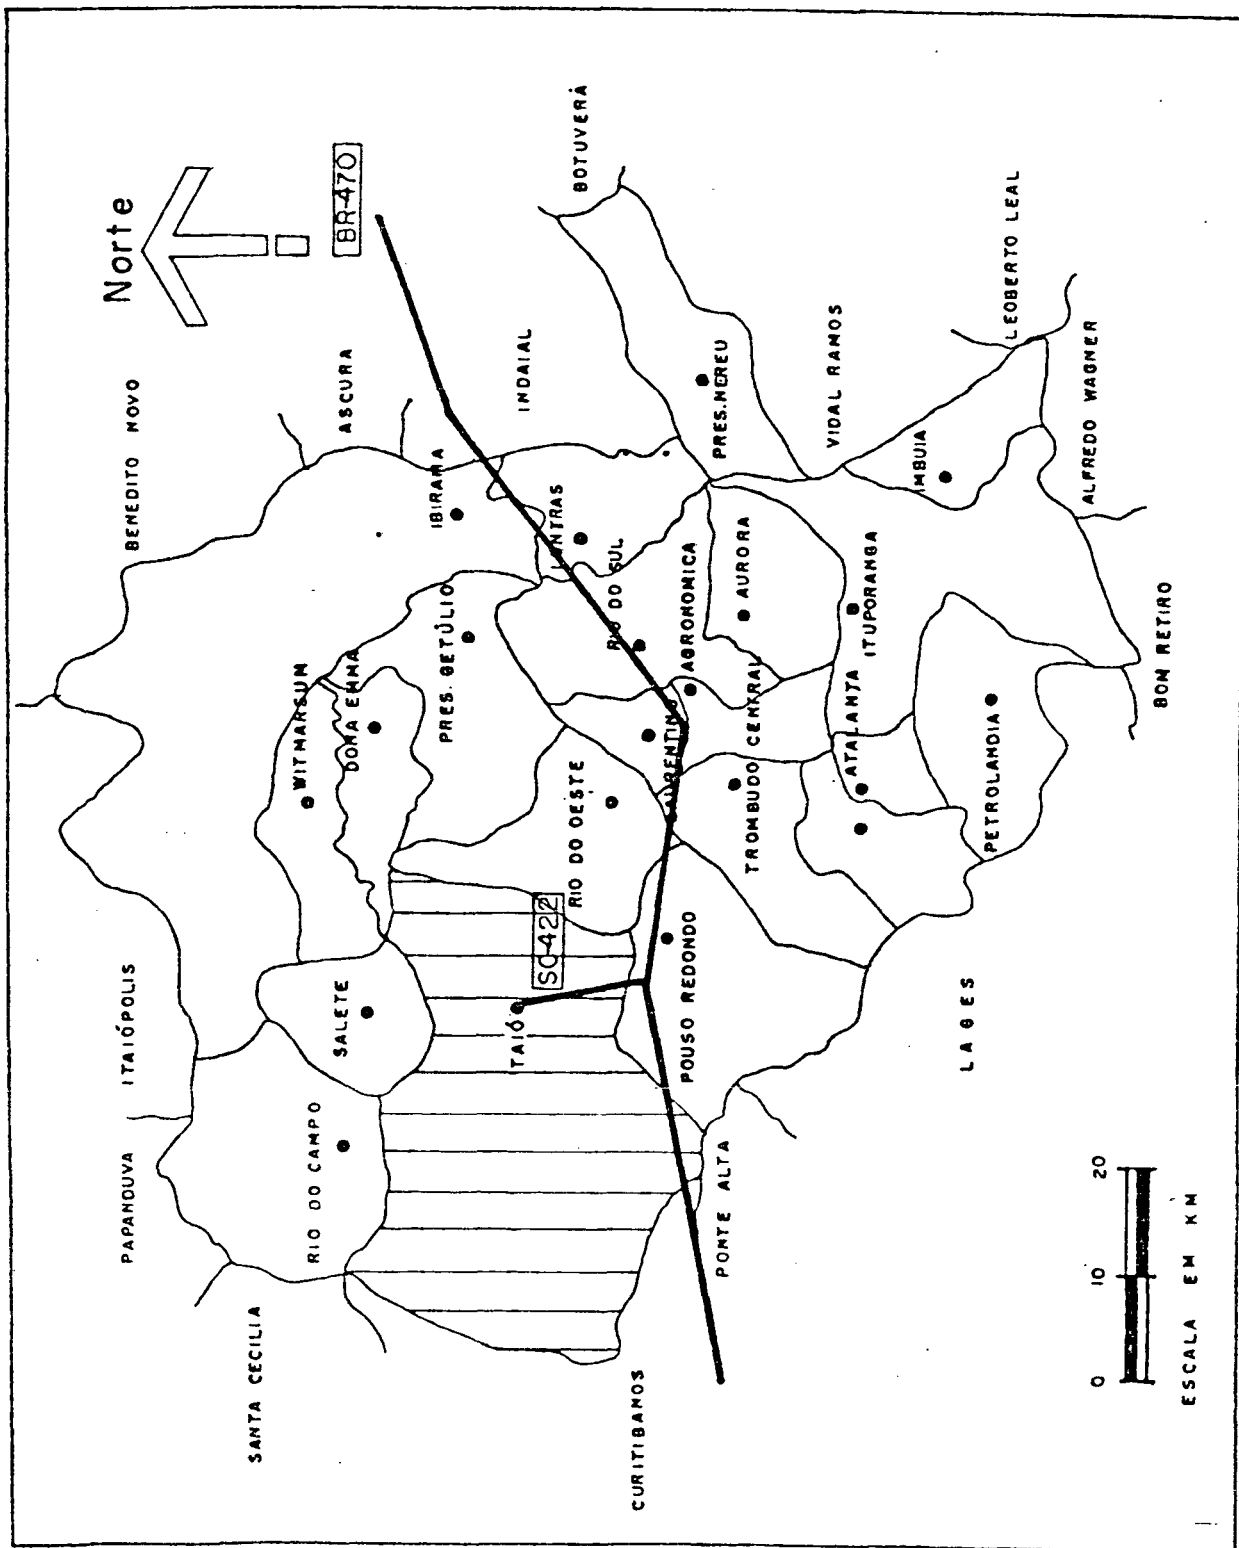 Norte
BR-470
BENEDITO NOVO
ASCURA
INDAIAL
BOTUVERÁ
ITAIÓPOLIS
PAPANDUVA
SANTA CECILIA
CURITIBANOS
PONTE ALTA
LAGES
BOM RETIRO
ALFREDO WAGNER
LEOBERTO LEAL
VIDAL RAMOS
WITMARSUM
DONA EMMA
PRES. GETÚLIO
IBIRAMA
LONTRAS
PRES.NEREU
SALETE
RIO DO CAMPO
TAIÓ
SC-422
RIO DO OESTE
LAURENTINO
RIO DO SUL
AGRONOMICA
AURORA
IMBUIA
ITUPORANGA
ATALANTA
TROMBUDO CENTRAL
POUSO REDONDO
PETROLANDIA
0 10 20
ESCALA EM KM